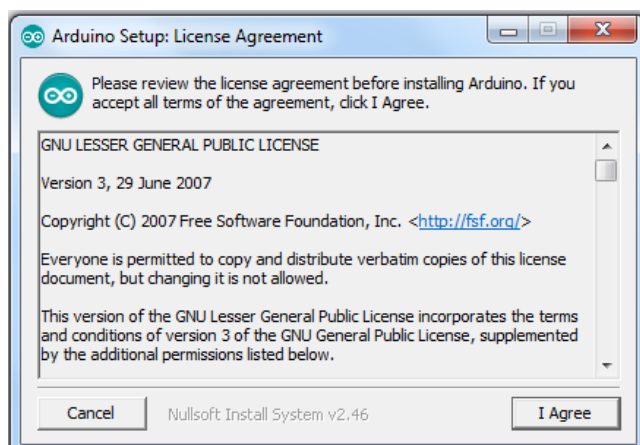 Arduino Setup: License Agreement
Please review the license agreement before installing Arduino. If you
accept all terms of the agreement, click I Agree.
GNU LESSER GENERAL PUBLIC LICENSE
Version 3, 29 June 2007
Copyright (C) 2007 Free Software Foundation, Inc. <http://fsf.org/>
Everyone is permitted to copy and distribute verbatim copies of this license
document, but changing it is not allowed.
This version of the GNU Lesser General Public License incorporates the terms
and conditions of version 3 of the GNU General Public License, supplemented
by the additional permissions listed below.
Cancel
Nullsoft Install System v2.46
I Agree